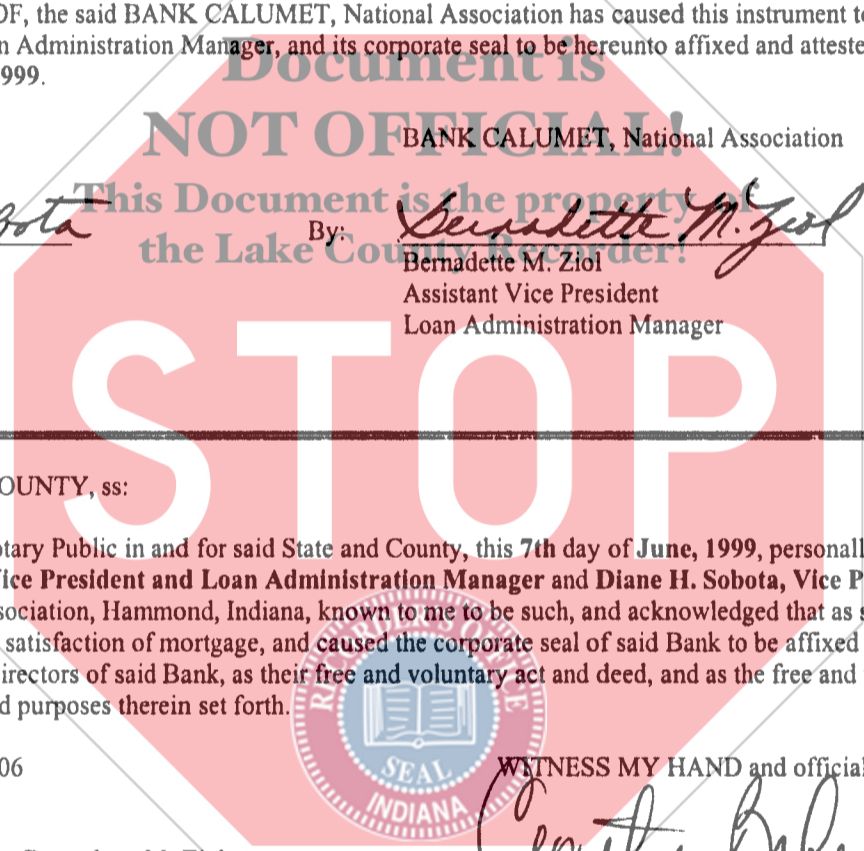 OF, the said BANK CALUMET, National Association has caused this instrument to
n Administration Manager, and its corporate seal to be hereunto affixed and atteste
999.
Document is
NOT OFFICIAL!
BANK CALUMET, National Association
This Document is the property of
the Lake County Recorder!
obota By: Bernadette M. Ziol
Bernadette M. Ziol
Assistant Vice President
Loan Administration Manager
STOP
OUNTY, ss:
otary Public in and for said State and County, this 7th day of June, 1999, personall
ice President and Loan Administration Manager and Diane H. Sobota, Vice P
sociation, Hammond, Indiana, known to me to be such, and acknowledged that as s
satisfaction of mortgage, and caused the corporate seal of said Bank to be affixed
irectors of said Bank, as their free and voluntary act and deed, and as the free and
d purposes therein set forth.
RECORDER'S OFFICE
SEAL
INDIANA
06 WITNESS MY HAND and official